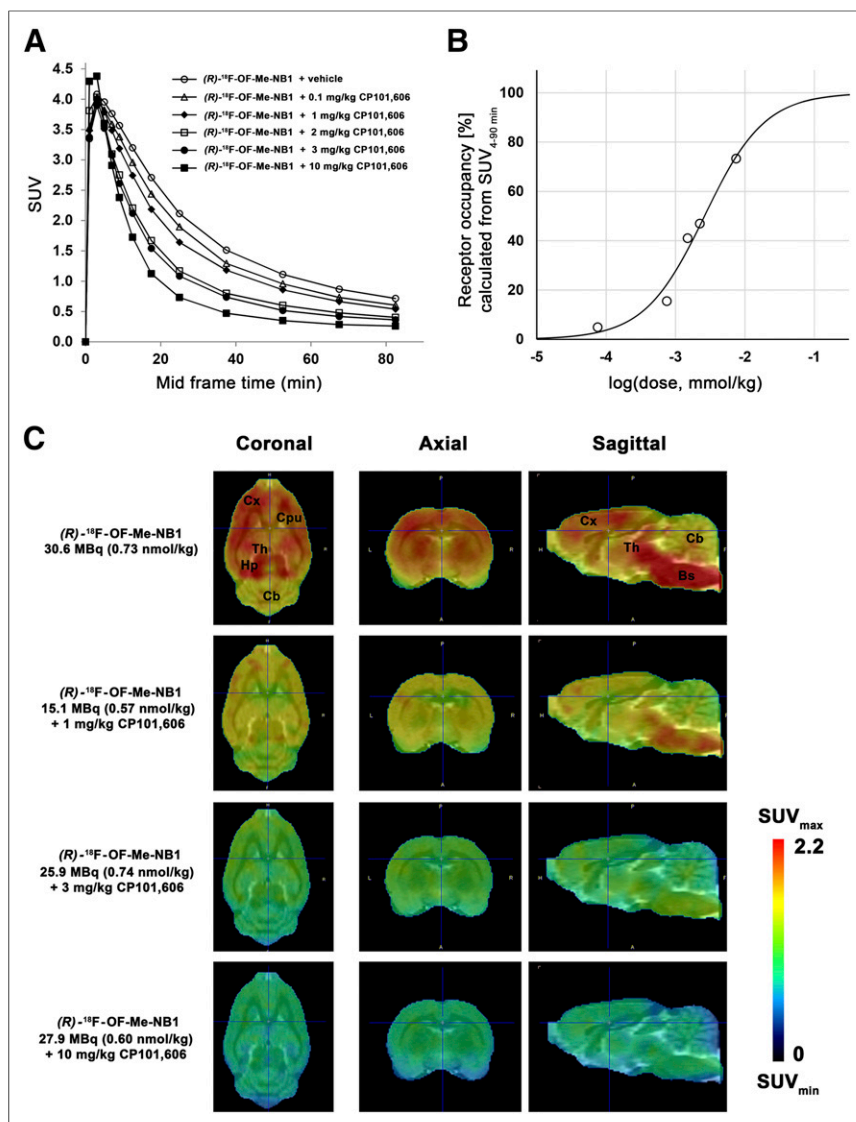 A
4.5
4.0
3.5
3.0
2.5
2.0
1.5
1.0
0.5
0.0
SUV
0
20
40
60
80
Mid frame time (min)
(R)-¹⁸F-OF-Me-NB1 + vehicle
(R)-¹⁸F-OF-Me-NB1 + 0.1 mg/kg CP101,606
(R)-¹⁸F-OF-Me-NB1 + 1 mg/kg CP101,606
(R)-¹⁸F-OF-Me-NB1 + 2 mg/kg CP101,606
(R)-¹⁸F-OF-Me-NB1 + 3 mg/kg CP101,606
(R)-¹⁸F-OF-Me-NB1 + 10 mg/kg CP101,606
B
Receptor occupancy [%]
calculated from SUV4-90 min
100
80
60
40
20
0
-5
-4
-3
-2
-1
log(dose, mmol/kg)
C
Coronal
Axial
Sagittal
(R)-¹⁸F-OF-Me-NB1
30.6 MBq (0.73 nmol/kg)
Cx
Cpu
Th
Hp
Cb
H
R
F
P
L
R
A
Cx
Cb
Th
Bs
H
F
P
A
(R)-¹⁸F-OF-Me-NB1
15.1 MBq (0.57 nmol/kg)
+ 1 mg/kg CP101,606
H
R
F
P
L
R
A
P
H
F
A
(R)-¹⁸F-OF-Me-NB1
25.9 MBq (0.74 nmol/kg)
+ 3 mg/kg CP101,606
H
R
P
L
R
A
P
H
F
A
(R)-¹⁸F-OF-Me-NB1
27.9 MBq (0.60 nmol/kg)
+ 10 mg/kg CP101,606
H
R
P
L
R
A
P
H
F
A
SUVmax
2.2
0
SUVmin